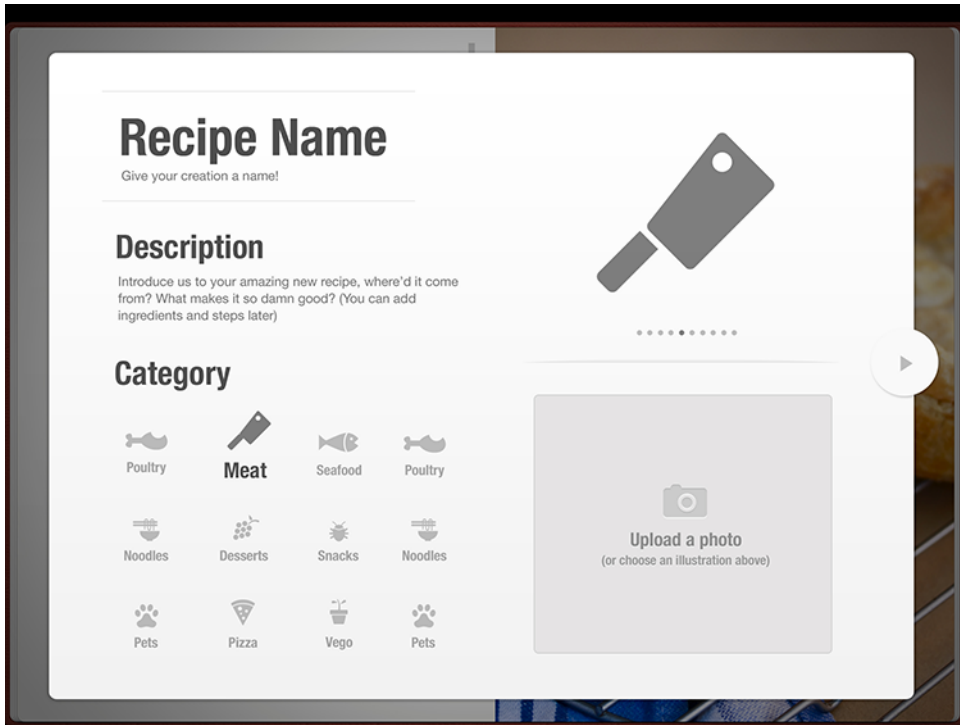 Recipe Name
Give your creation a name!
Description
Introduce us to your amazing new recipe, where'd it come
from? What makes it so damn good? (You can add
ingredients and steps later)
Category
Poultry
Meat
Seafood
Poultry
Noodles
Desserts
Snacks
Noodles
Pets
Pizza
Vego
Pets
Upload a photo
(or choose an illustration above)